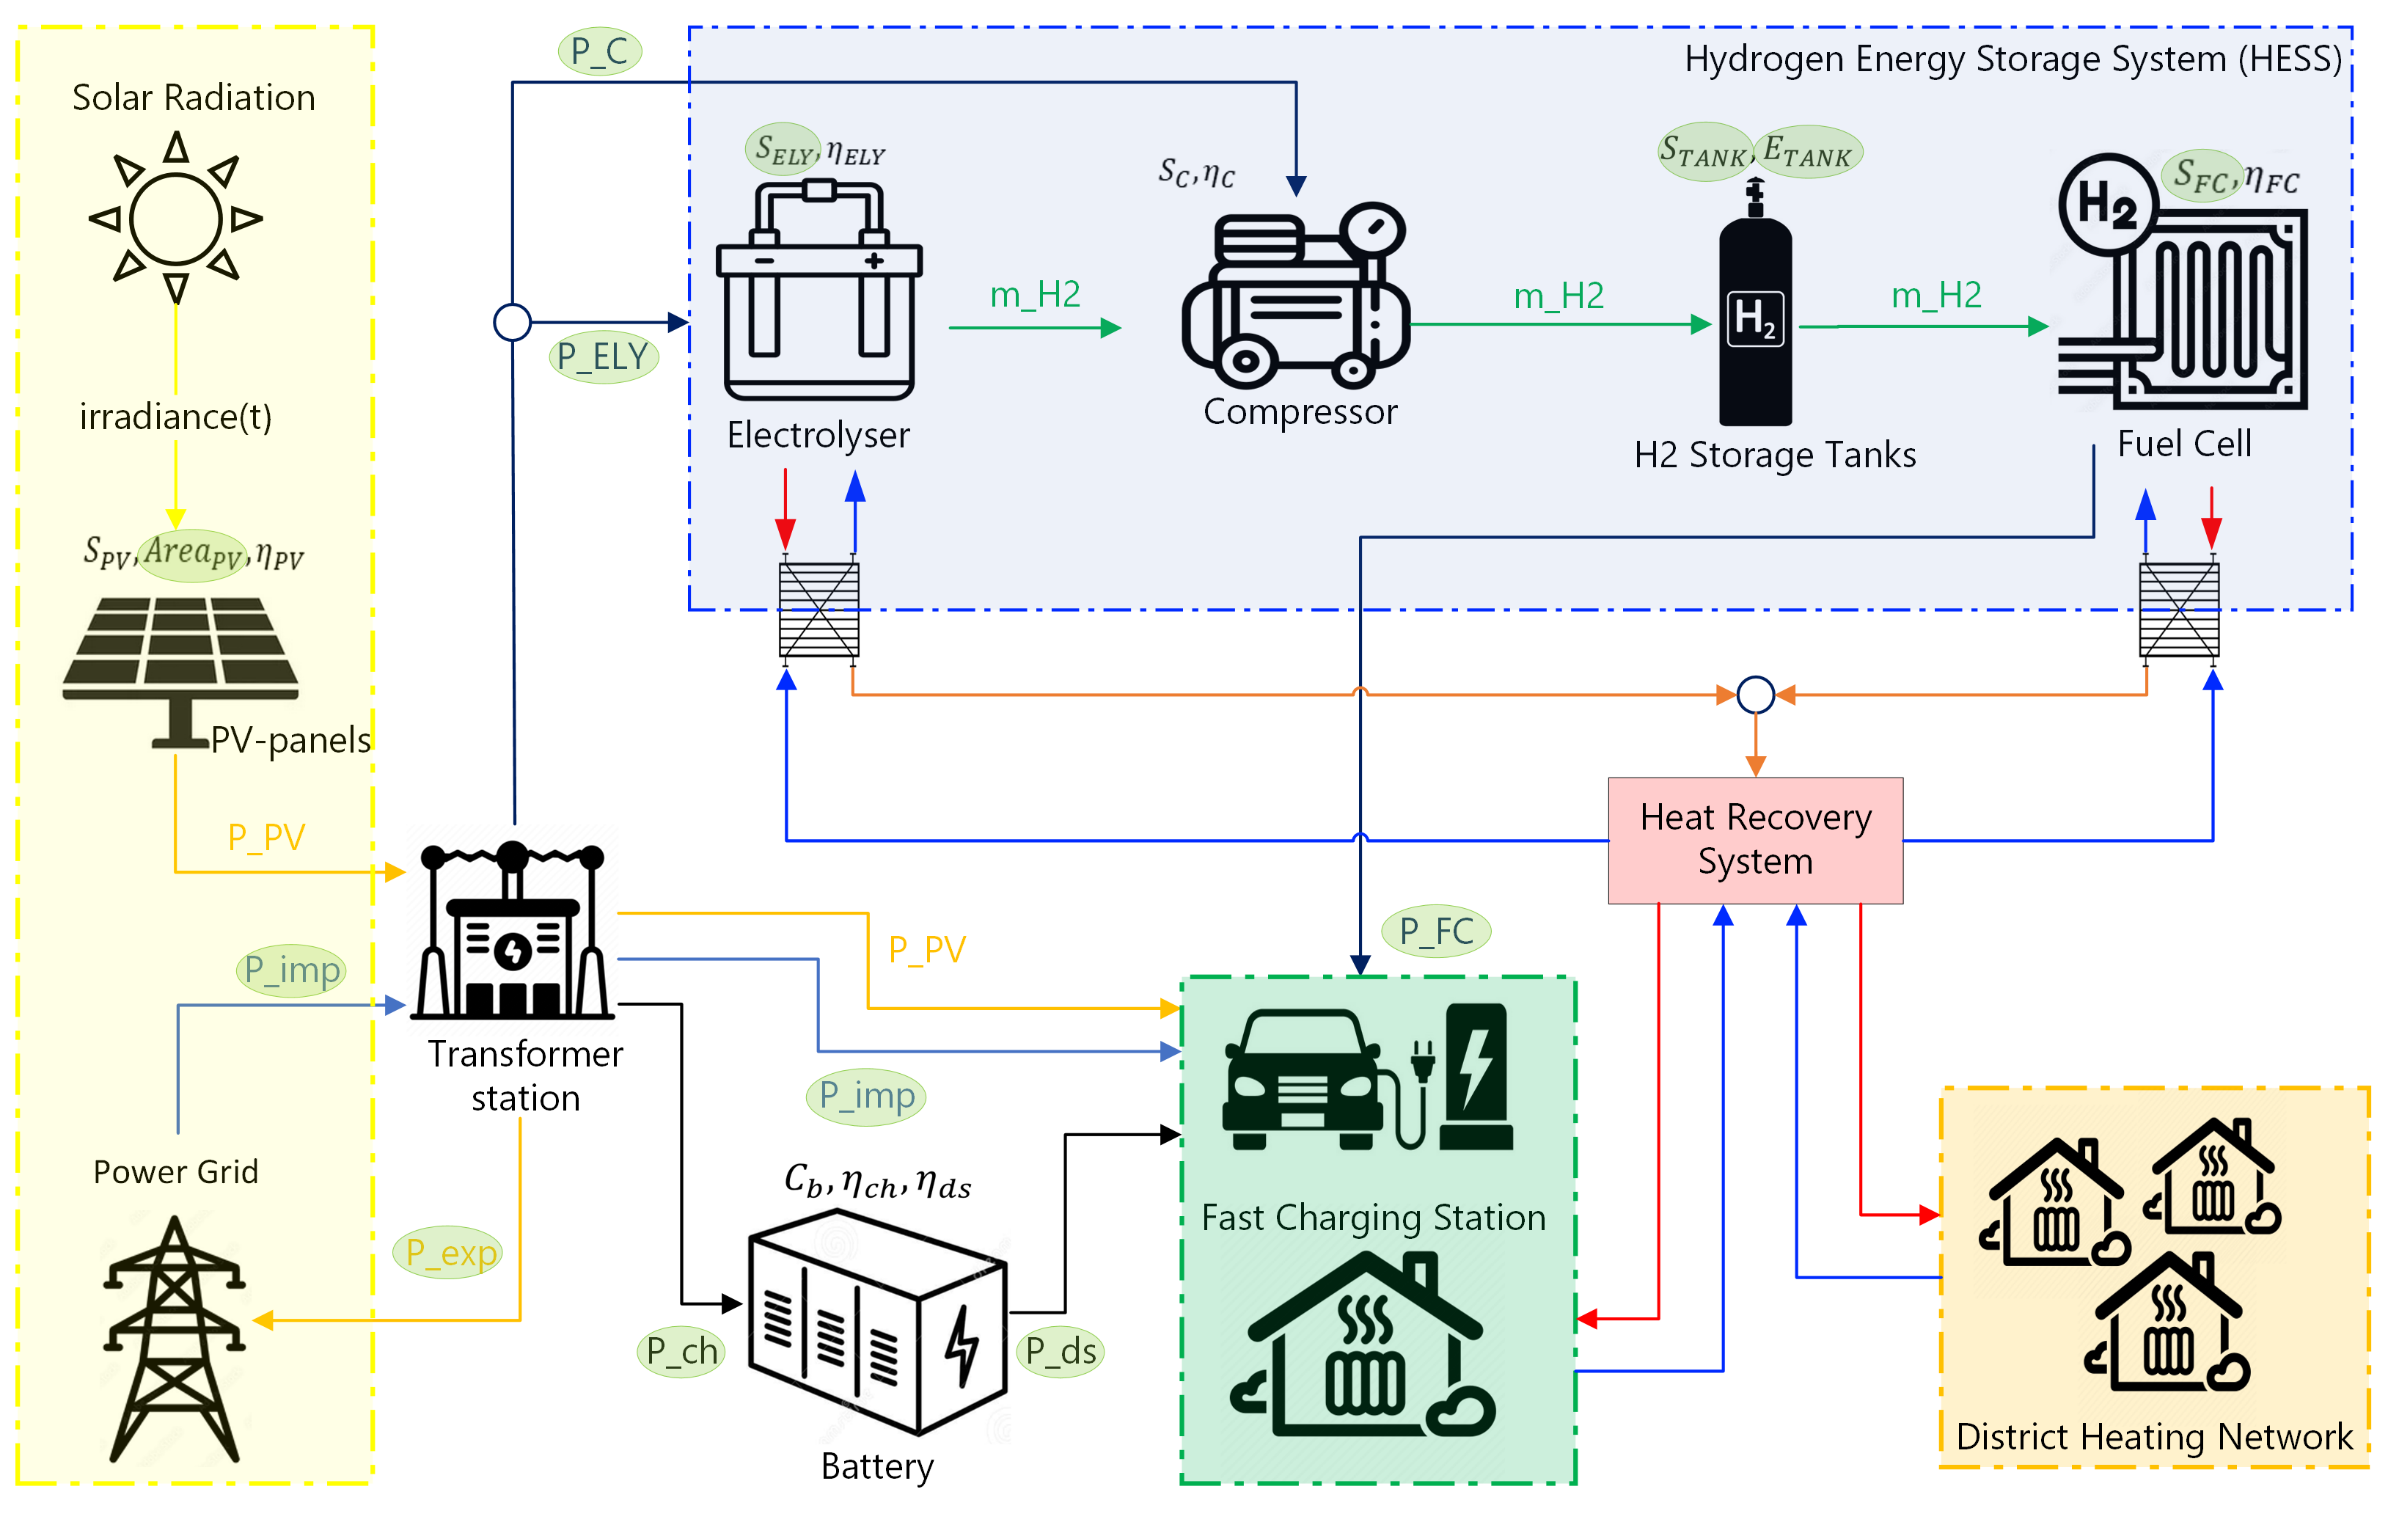 Solar Radiation
irradiance(t)
S_PV, Area_PV, η_PV
PV-panels
P_PV
P_imp
Power Grid
P_exp
Transformer
station
P_C
P_ELY
Hydrogen Energy Storage System (HESS)
S_ELY, η_ELY
Electrolyser
m_H2
S_C, η_C
Compressor
m_H2
S_TANK, E_TANK
H2
H2 Storage Tanks
m_H2
H2
S_FC, η_FC
Fuel Cell
Heat Recovery
System
P_PV
P_imp
P_FC
P_ch
C_b, η_ch, η_ds
Battery
P_ds
Fast Charging Station
District Heating Network